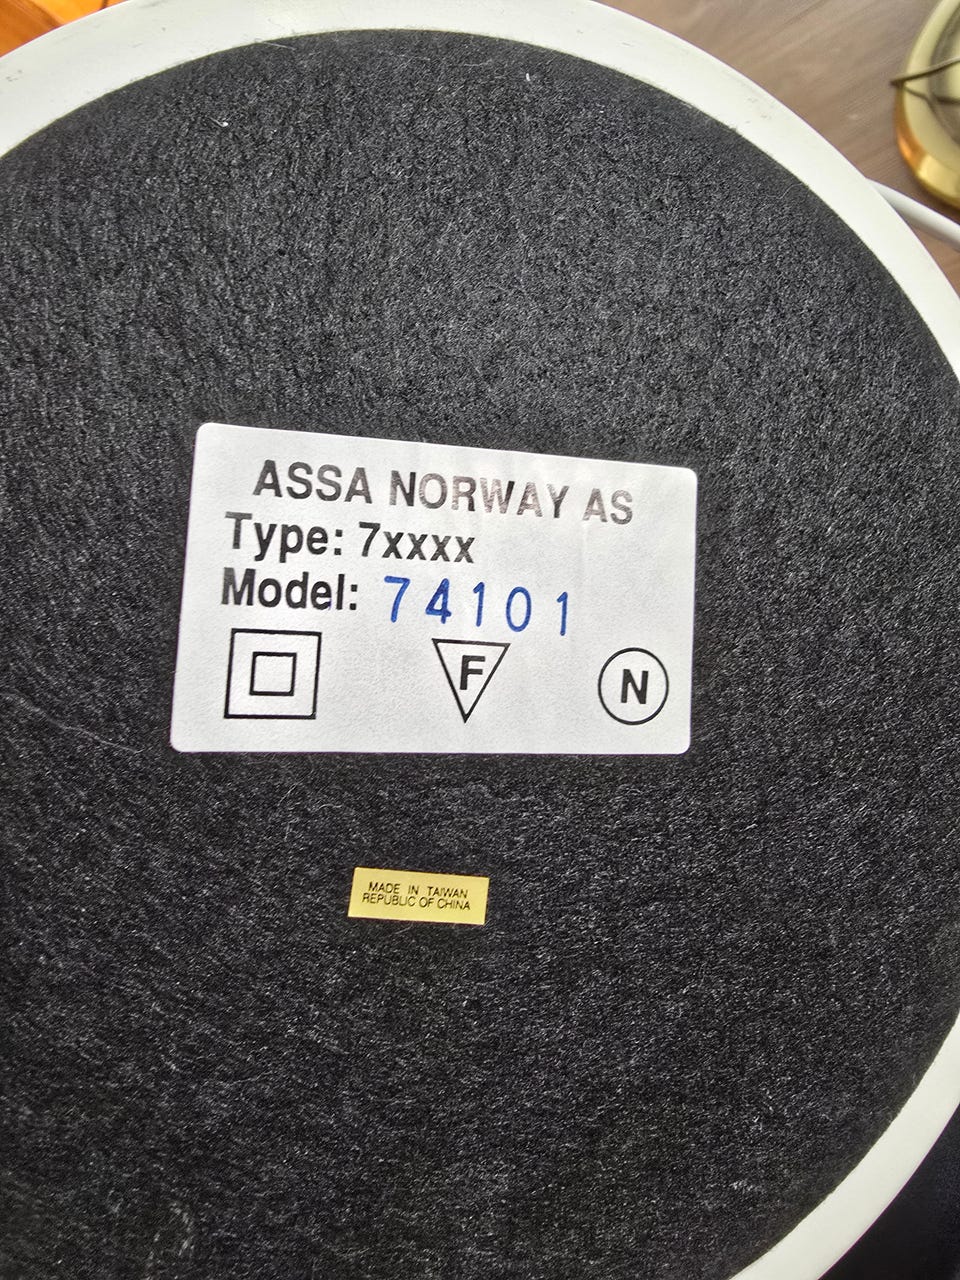 ASSA NORWAY AS
Type: 7xxxx
Model: 74101
F
N
MADE IN TAIWAN
REPUBLIC OF CHINA